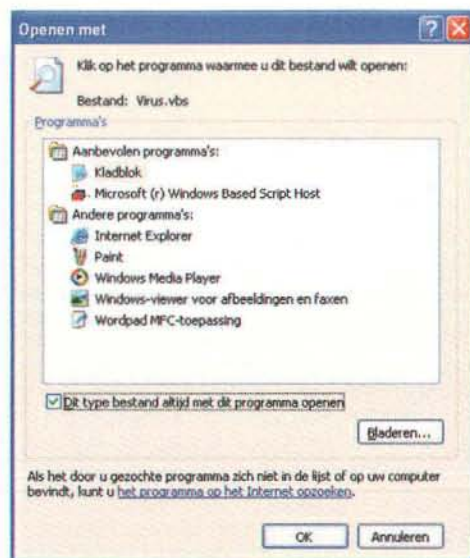 Openen met
Klik op het programma waarmee u dit bestand wilt openen:
Bestand: Virus.vbs
Programma's
Aanbevolen programma's:
Kladblok
Microsoft (r) Windows Based Script Host
Andere programma's:
Internet Explorer
Paint
Windows Media Player
Windows-viewer voor afbeeldingen en faxen
Wordpad MFC-toepassing
Dit type bestand altijd met dit programma openen
Bladeren...
Als het door u gezochte programma zich niet in de lijst of op uw computer
bevindt, kunt u het programma op het Internet opzoeken.
OK
Annuleren